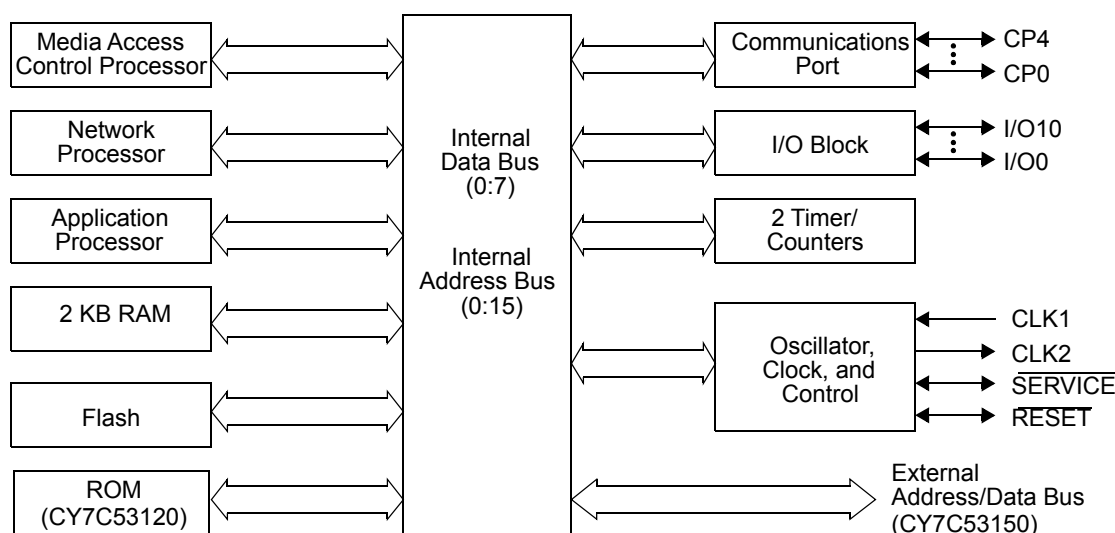 Media Access
Control Processor
Network
Processor
Application
Processor
2 KB RAM
Flash
ROM
(CY7C53120)
Internal
Data Bus
(0:7)
Internal
Address Bus
(0:15)
Communications
Port
CP4
CP0
I/O Block
I/O10
I/O0
2 Timer/
Counters
Oscillator,
Clock, and
Control
CLK1
CLK2
SERVICE
RESET
External
Address/Data Bus
(CY7C53150)